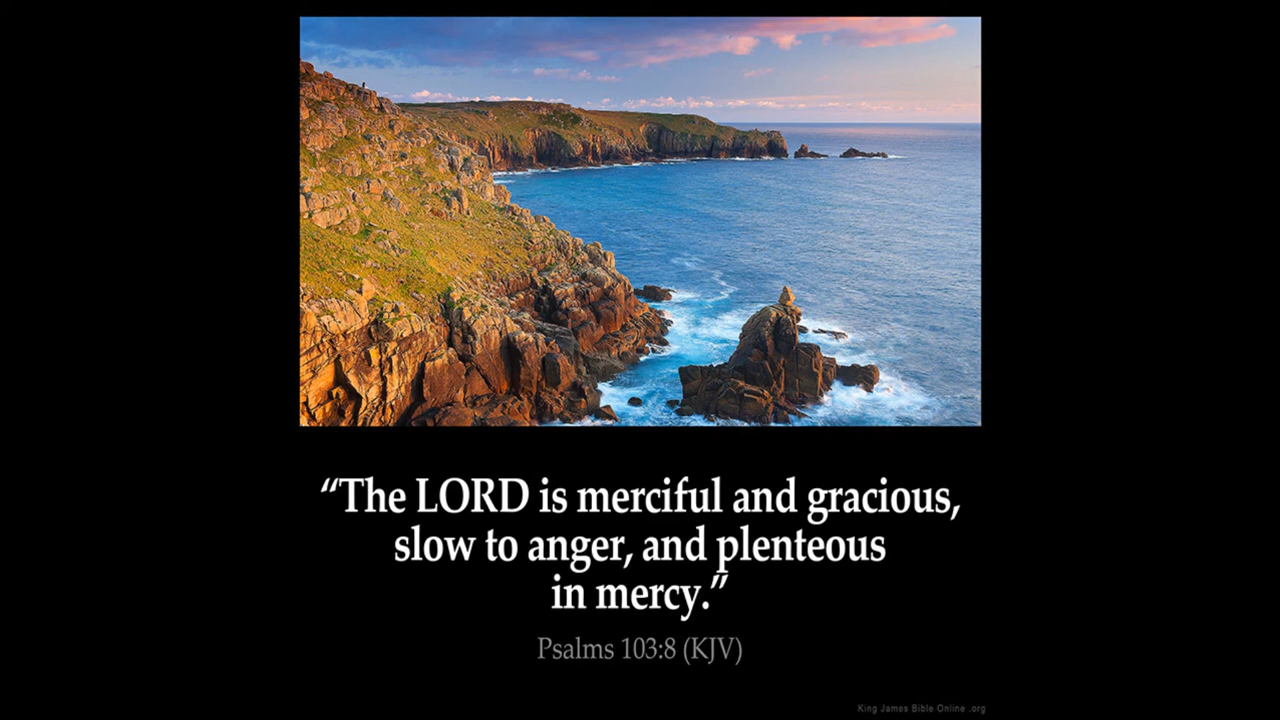 “The LORD is merciful and gracious,
slow to anger, and plenteous
in mercy.”
Psalms 103:8 (KJV)
King James Bible Online .org